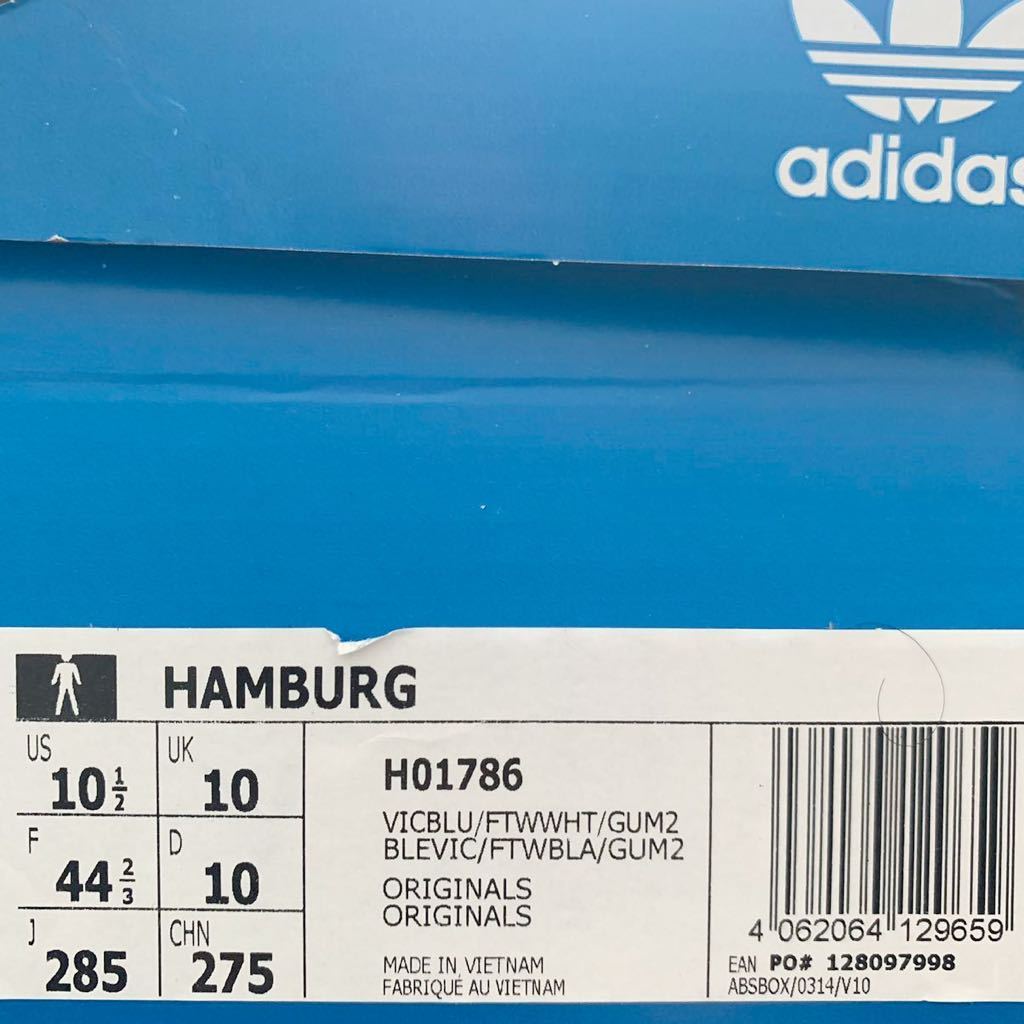 adidas
HAMBURG
US 10 1/2
UK 10
F 44 2/3
D 10
J 285
CHN 275
H01786
VICBLU/FTWWHT/GUM2
BLEVIC/FTWBLA/GUM2
ORIGINALS
ORIGINALS
MADE IN VIETNAM
FABRIQUÉ AU VIETNAM
4 062064 129659
EAN PO# 128097998
ABSBOX/0314/V10